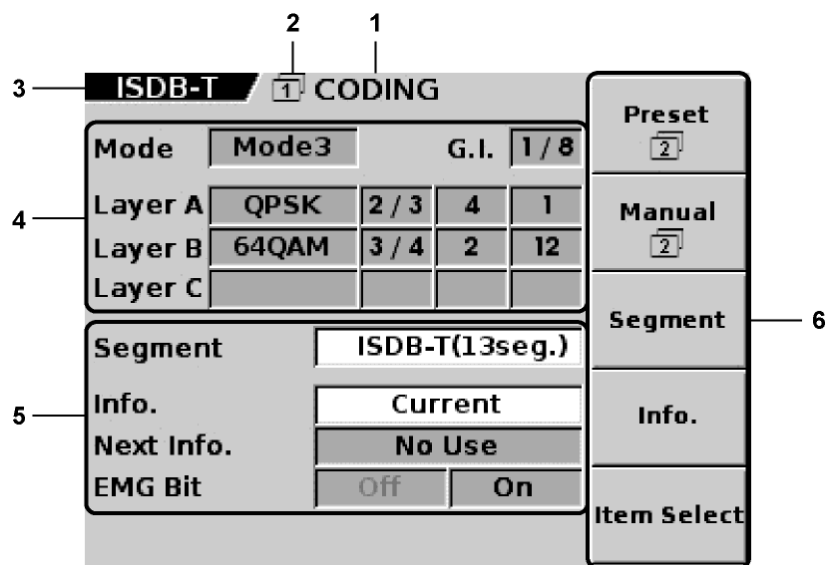 2 1
3 ISDB-T 1 CODING
Preset
2
Mode Mode3 G.I. 1 / 8
4 Layer A QPSK 2 / 3 4 1
Manual
2
Layer B 64QAM 3 / 4 2 12
Layer C
Segment 6
Segment ISDB-T(13seg.)
5 Info. Current
Info.
Next Info. No Use
EMG Bit Off On
Item Select